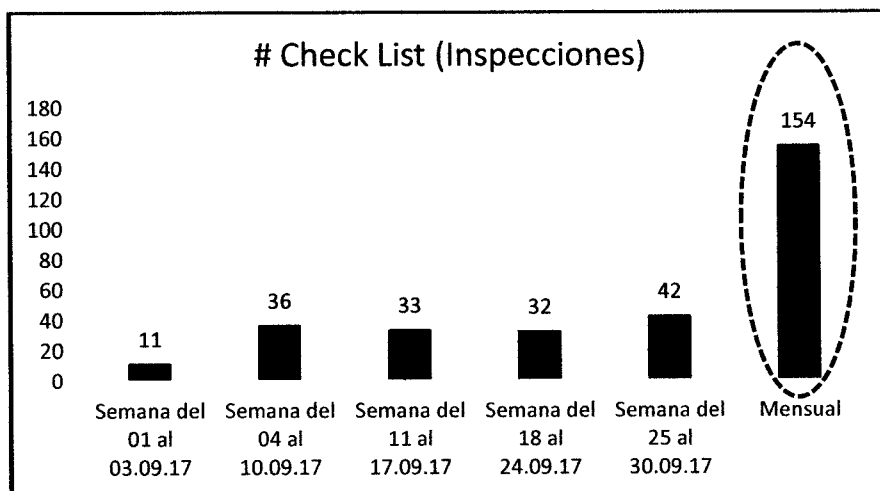 # Check List (Inspecciones)
180
160
140
120
100
80
60
40
20
0
11
36
33
32
42
154
Semana del
01 al
03.09.17
Semana del
04 al
10.09.17
Semana del
11 al
17.09.17
Semana del
18 al
24.09.17
Semana del
25 al
30.09.17
Mensual